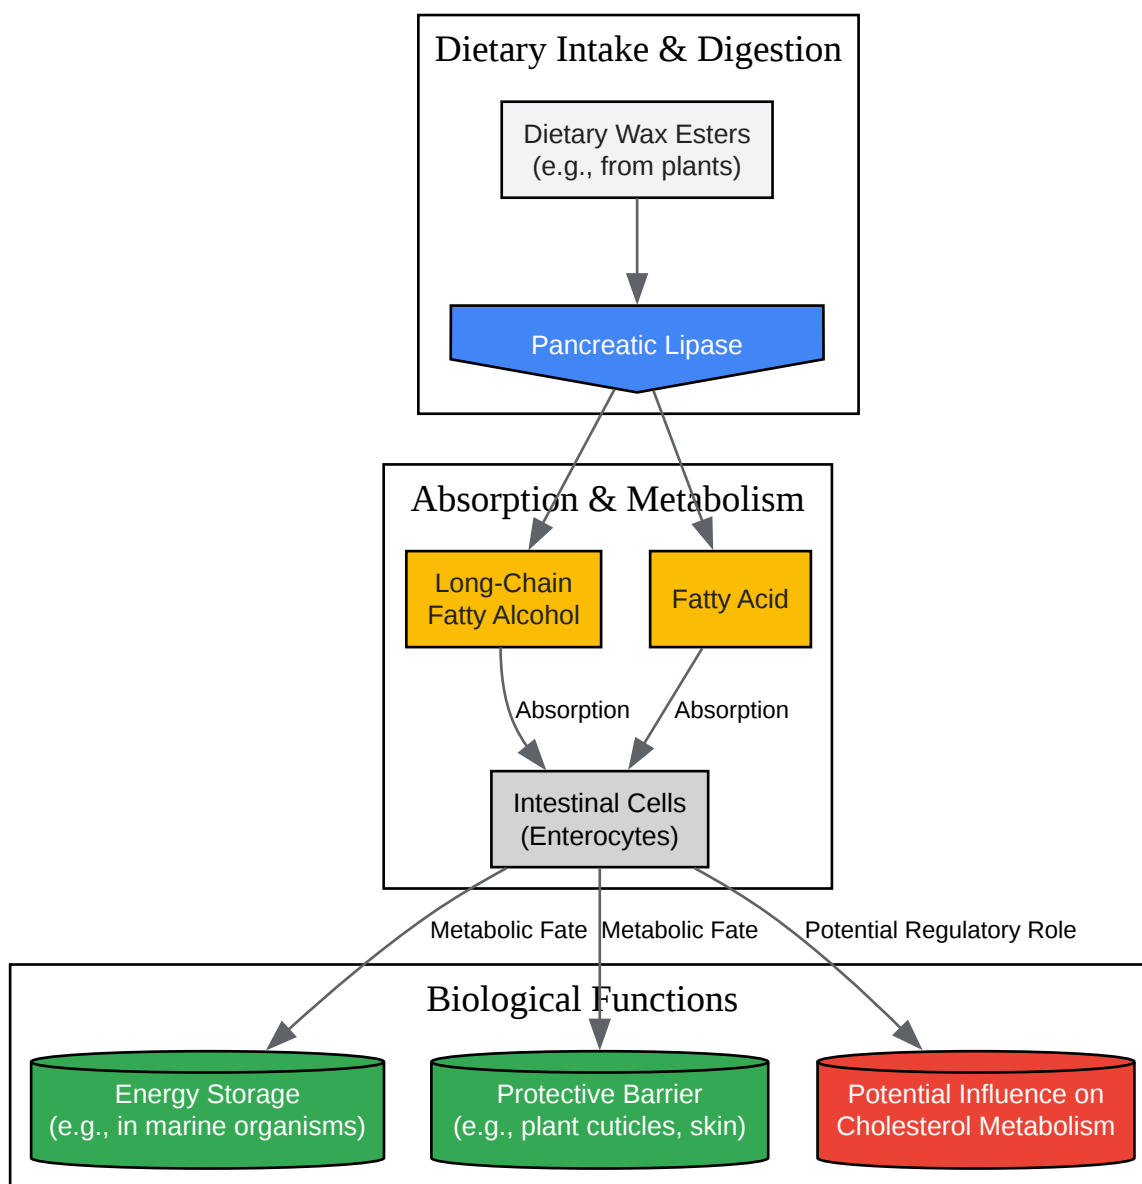 Dietary Intake & Digestion
Dietary Wax Esters
(e.g., from plants)
Pancreatic Lipase
Absorption & Metabolism
Long-Chain
Fatty Alcohol
Fatty Acid
Absorption
Absorption
Intestinal Cells
(Enterocytes)
Metabolic Fate
Metabolic Fate
Potential Regulatory Role
Biological Functions
Energy Storage
(e.g., in marine organisms)
Protective Barrier
(e.g., plant cuticles, skin)
Potential Influence on
Cholesterol Metabolism